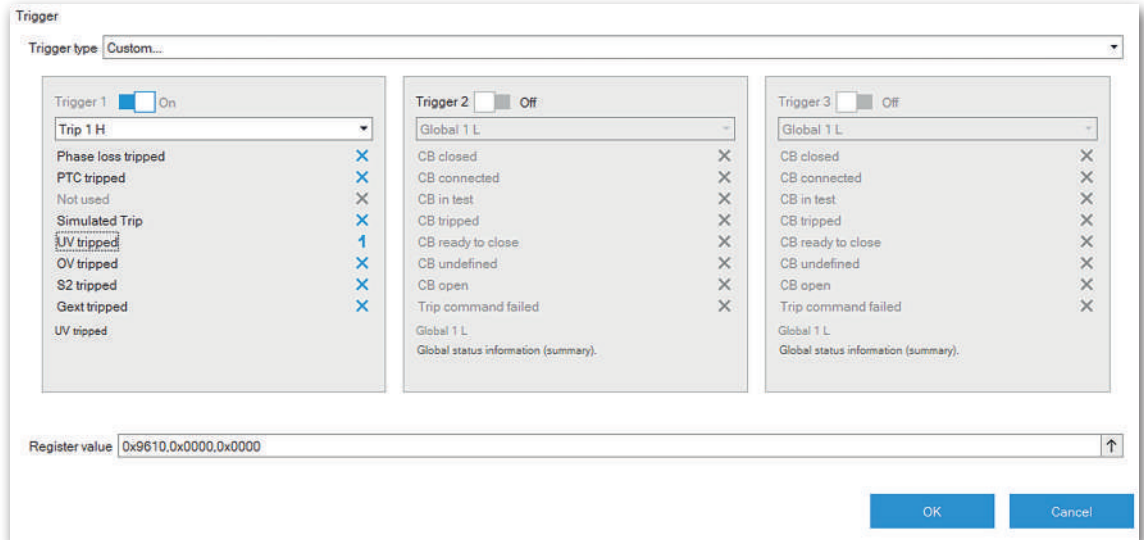 Trigger
Trigger type Custom...
Trigger 1 On
Trip 1 H
Phase loss tripped
PTC tripped
Not used
Simulated Trip
UV tripped 1
OV tripped
S2 tripped
Gext tripped
UV tripped
Trigger 2 Off
Global 1 L
CB closed
CB connected
CB in test
CB tripped
CB ready to close
CB undefined
CB open
Trip command failed
Global 1 L
Global status information (summary).
Trigger 3 Off
Global 1 L
CB closed
CB connected
CB in test
CB tripped
CB ready to close
CB undefined
CB open
Trip command failed
Global 1 L
Global status information (summary).
Register value 0x9610,0x0000,0x0000
OK Cancel